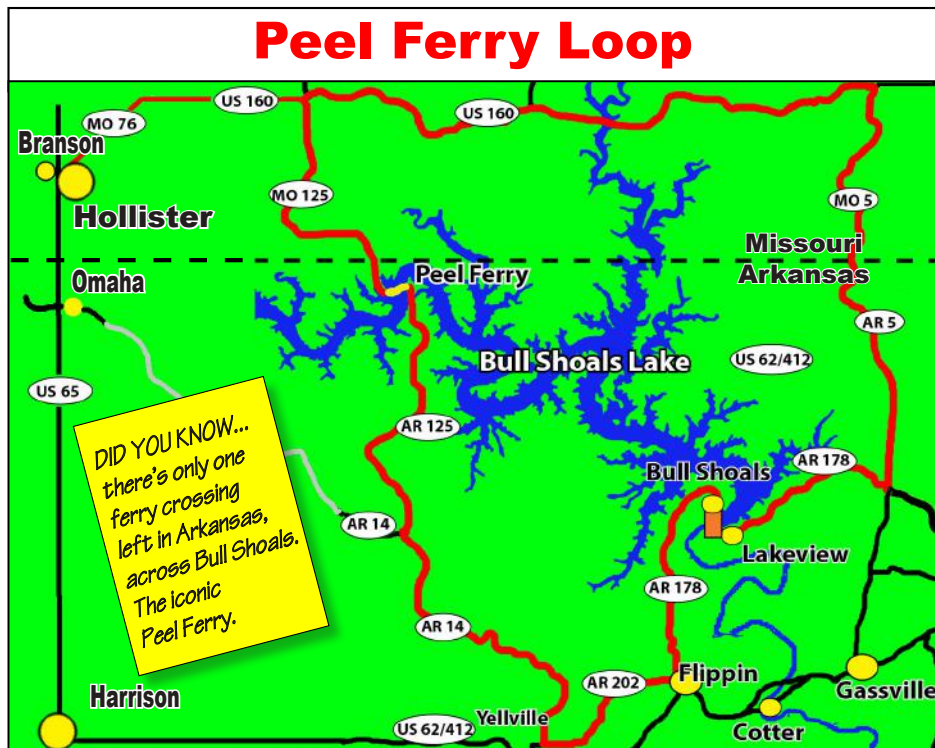 Peel Ferry Loop
US 160
MO 76
US 160
Branson
MO 125
MO 5
Hollister
Missouri
Arkansas
Peel Ferry
Omaha
AR 5
Bull Shoals Lake
US 62/412
US 65
AR 125
DID YOU KNOW...
there's only one
ferry crossing
left in Arkansas,
across Bull Shoals.
The iconic
Peel Ferry.
Bull Shoals
AR 178
AR 14
Lakeview
AR 178
AR 14
Flippin
AR 202
Gassville
Harrison
Yellville
US 62/412
Cotter